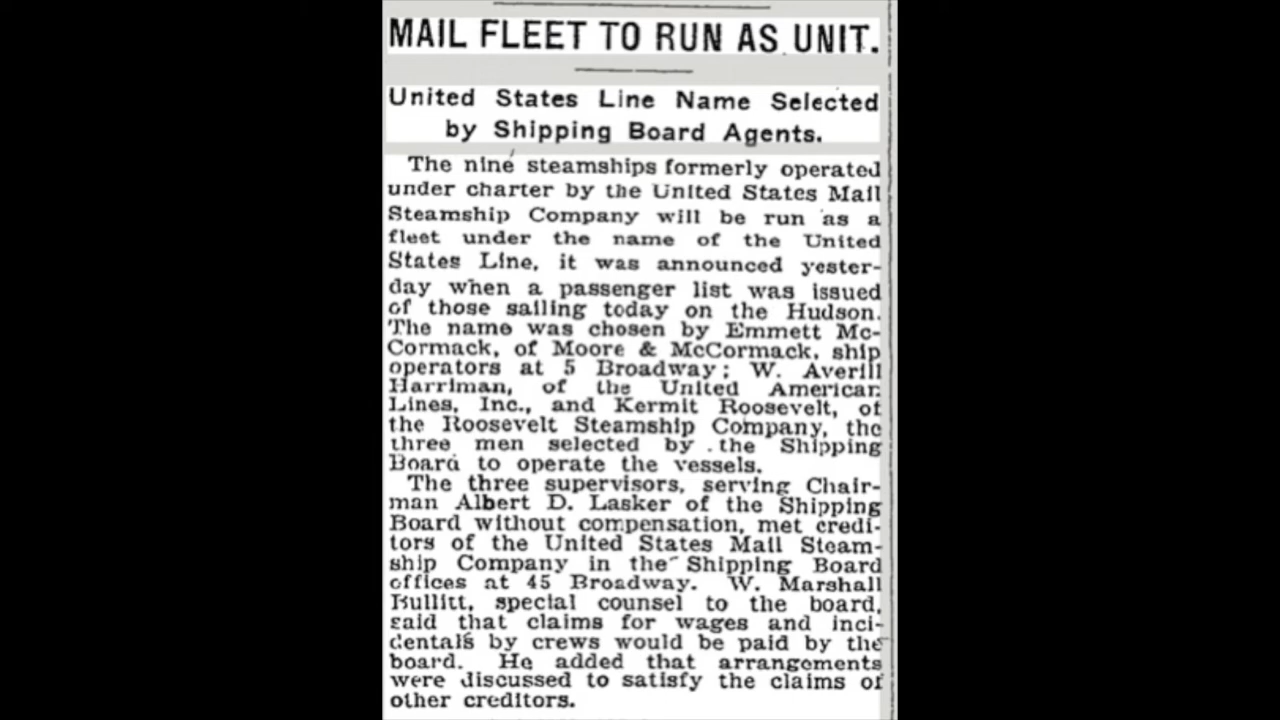 MAIL FLEET TO RUN AS UNIT.
United States Line Name Selected
by Shipping Board Agents.
The nine steamships formerly operated
under charter by the United States Mail
Steamship Company will be run as a
fleet under the name of the United
States Line, it was announced yester-
day when a passenger list was issued
of those sailing today on the Hudson.
The name was chosen by Emmett Mc-
Cormack, of Moore & McCormack, ship
operators at 5 Broadway; W. Averill
Harriman, of the United American
Lines, Inc., and Kermit Roosevelt, of
the Roosevelt Steamship Company, the
three men selected by the Shipping
Board to operate the vessels.
The three supervisors, serving Chair-
man Albert D. Lasker of the Shipping
Board without compensation, met credi-
tors of the United States Mail Steam-
ship Company in the Shipping Board
offices at 45 Broadway. W. Marshall
Bullitt, special counsel to the board,
said that claims for wages and inci-
dentals by crews would be paid by the
board. He added that arrangements
were discussed to satisfy the claims of
other creditors.